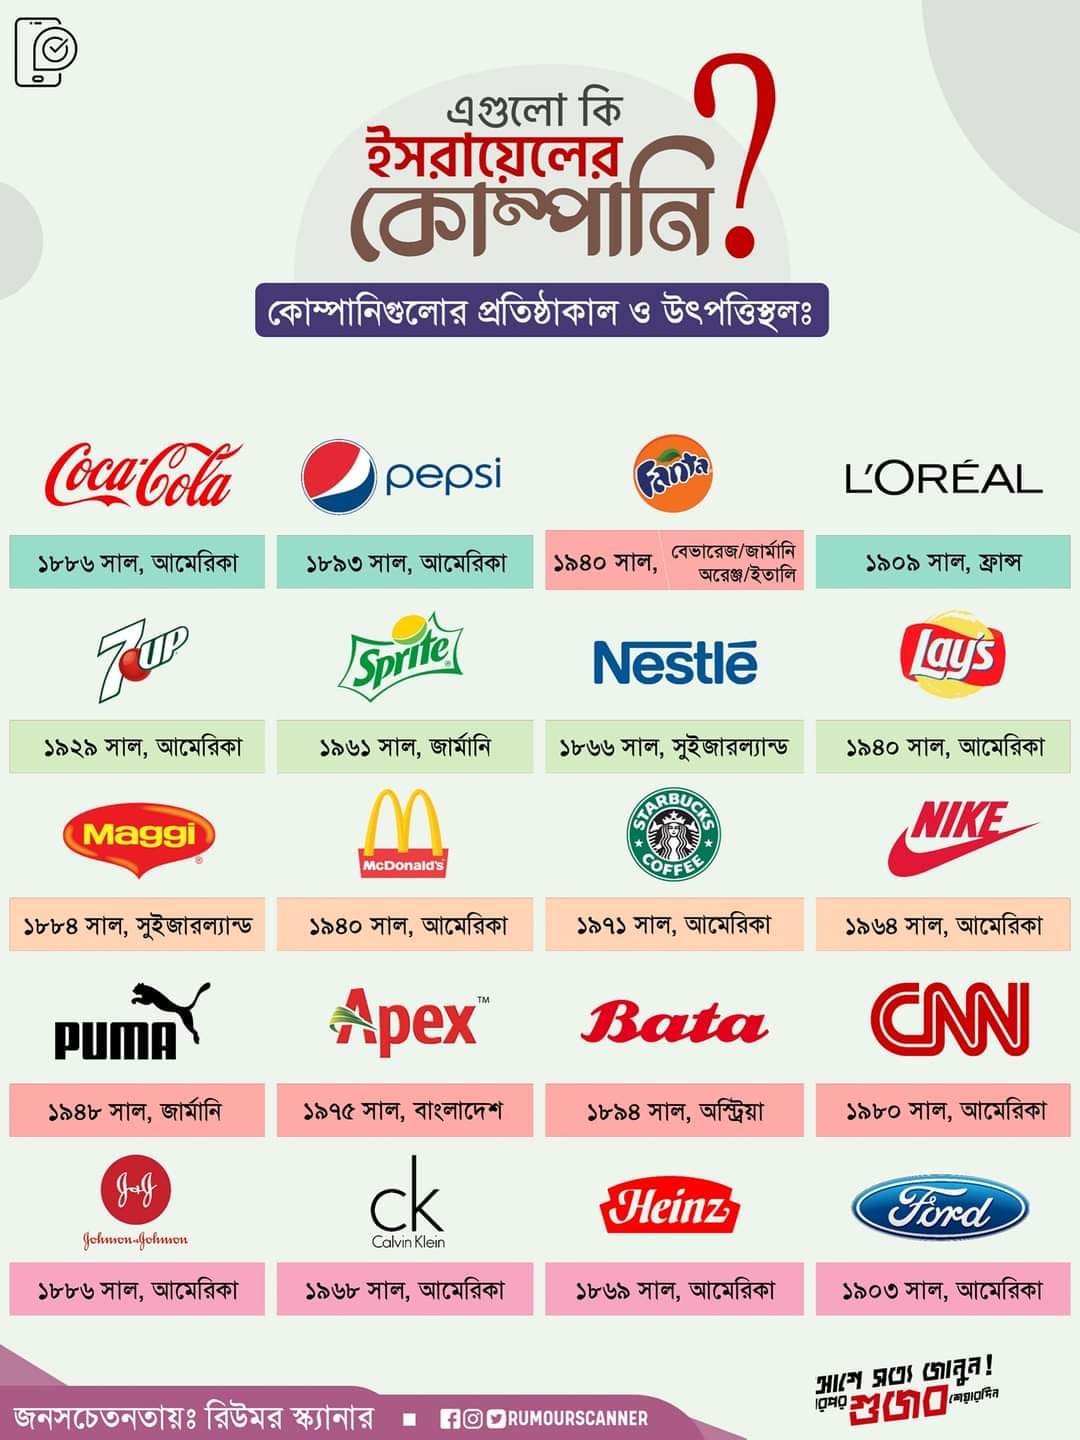 এগুলো কি
ইসরায়েলের
কোম্পানি?
কোম্পানিগুলোর প্রতিষ্ঠাকাল ও উৎপত্তিস্থলঃ
Coca-Cola pepsi Fanta L'ORÉAL
১৮৮৬ সাল, আমেরিকা ১৮৯৩ সাল, আমেরিকা ১৯৪০ সাল, বেভারেজ/জার্মানি অরেঞ্জ/ইতালি ১৯০৯ সাল, ফ্রান্স
7UP Sprite Nestlé Lay's
১৯২৯ সাল, আমেরিকা ১৯৬১ সাল, জার্মানি ১৮৬৬ সাল, সুইজারল্যান্ড ১৯৪০ সাল, আমেরিকা
Maggi ® McDonald's STARBUCKS COFFEE NIKE
১৮৮৪ সাল, সুইজারল্যান্ড ১৯৪০ সাল, আমেরিকা ১৯৭১ সাল, আমেরিকা ১৯৬৪ সাল, আমেরিকা
PUMA Apex™ Bata CNN
১৯৪৮ সাল, জার্মানি ১৯৭৫ সাল, বাংলাদেশ ১৮৯৪ সাল, অস্ট্রিয়া ১৯৮০ সাল, আমেরিকা
J&J Johnson&Johnson ck Calvin Klein Heinz Ford
১৮৮৬ সাল, আমেরিকা ১৯৬৮ সাল, আমেরিকা ১৮৬৯ সাল, আমেরিকা ১৯০৩ সাল, আমেরিকা
আগে সত্য জানুন!
গুজব
জনসচেতনতায়ঃ রিউমর স্ক্যানার RUMOURSCANNER